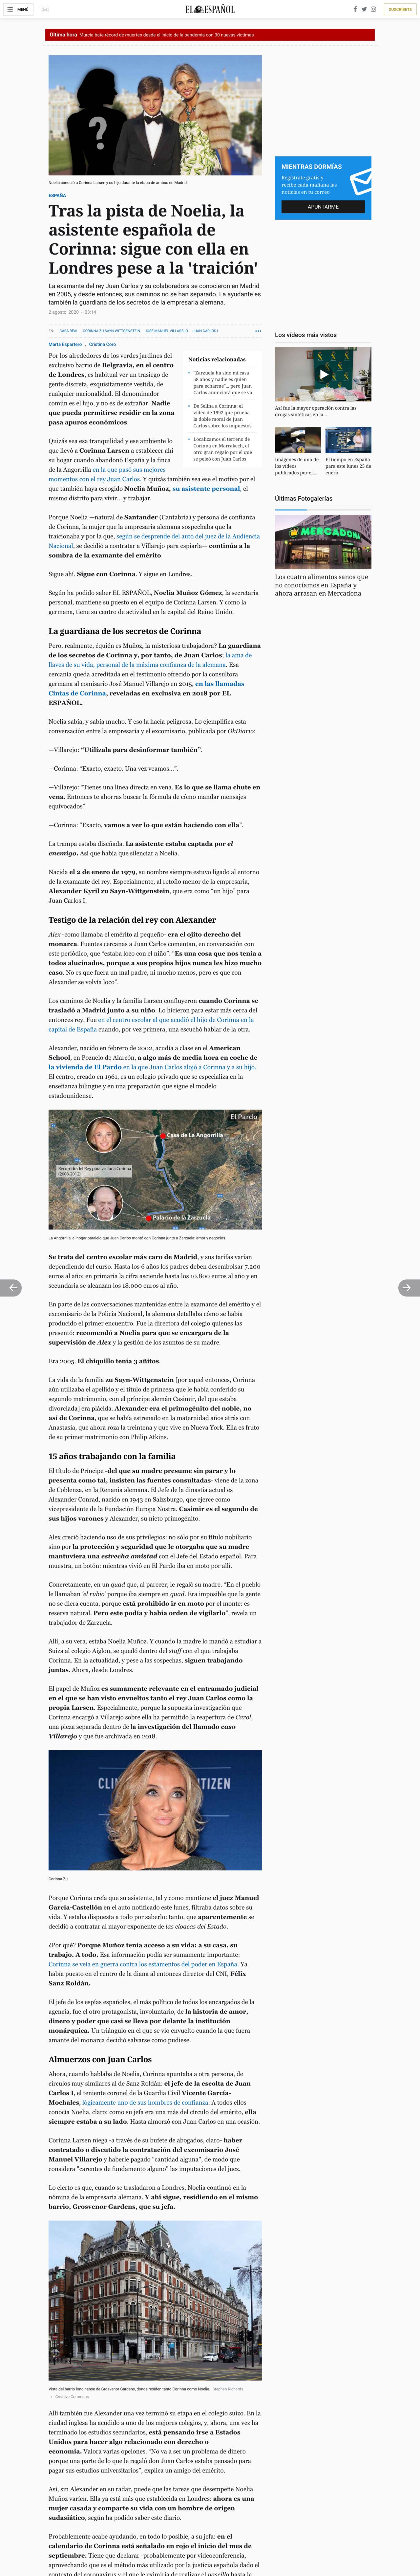 MENÚ
EL ESPAÑOL
SUSCRÍBETE
Última hora Murcia bate récord de muertes desde el inicio de la pandemia con 30 nuevas víctimas
?
Noelia conoció a Corinna Larsen y su hijo durante la etapa de ambos en Madrid.
ESPAÑA
Tras la pista de Noelia, la
asistente española de
Corinna: sigue con ella en
Londres pese a la 'traición'
La examante del rey Juan Carlos y su colaboradora se conocieron en Madrid
en 2005, y desde entonces, sus caminos no se han separado. La ayudante es
también la guardiana de los secretos de la empresaria alemana.
2 agosto, 2020 - 03:14
CASA REAL CORINNA ZU SAYN-WITTGENSTEIN JOSÉ MANUEL VILLAREJO JUAN CARLOS I
Marta Espartero Cristina Coro
Por los alrededores de los verdes jardines del
exclusivo barrio de Belgravia, en el centro
de Londres, es habitual ver un trasiego de
gente discreta, exquisitamente vestida, de
cualquier nacionalidad. El denominador
común es el lujo, y no es de extrañar. Nadie
que pueda permitirse residir en la zona
pasa apuros económicos.
Quizás sea esa tranquilidad y ese ambiente lo
que llevó a Corinna Larsen a establecer allí
su hogar cuando abandonó España y la finca
de La Angorrilla en la que pasó sus mejores
momentos con el rey Juan Carlos. Y quizás también sea ese el motivo por el
que también haya escogido Noelia Muñoz, su asistente personal, el
mismo distrito para vivir... y trabajar.
Noticias relacionadas
"Zarzuela ha sido mi casa
58 años y nadie es quién
para echarme"... pero Juan
Carlos anunciará que se va
De Selina a Corinna: el
vídeo de 1992 que prueba
la doble moral de Juan
Carlos sobre los impuestos
Localizamos el terreno de
Corinna en Marrakech, el
otro gran regalo por el que
se peleó con Juan Carlos
Porque Noelia —natural de Santander (Cantabria) y persona de confianza
de Corinna, la mujer que la empresaria alemana sospechaba que la
traicionaba y por la que, según se desprende del auto del juez de la Audiencia
Nacional, se decidió a contratar a Villarejo para espiarla— continúa a la
sombra de la examante del emérito.
Sigue ahí. Sigue con Corinna. Y sigue en Londres.
Según ha podido saber EL ESPAÑOL, Noelia Muñoz Gómez, la secretaria
personal, mantiene su puesto en el equipo de Corinna Larsen. Y como la
germana, tiene su centro de actividad en la capital del Reino Unido.
La guardiana de los secretos de Corinna
Pero, realmente, ¿quién es Muñoz, la misteriosa trabajadora? La guardiana
de los secretos de Corinna y, por tanto, de Juan Carlos; la ama de
llaves de su vida, personal de la máxima confianza de la alemana. Esa
cercanía queda acreditada en el testimonio ofrecido por la consultora
germana al comisario José Manuel Villarejo en 2015, en las llamadas
Cintas de Corinna, reveladas en exclusiva en 2018 por EL
ESPAÑOL.
Noelia sabía, y sabía mucho. Y eso la hacía peligrosa. Lo ejemplifica esta
conversación entre la empresaria y el excomisario, publicada por OkDiario:
—Villarejo: "Utilízala para desinformar también".
—Corinna: "Exacto, exacto. Una vez veamos...".
—Villarejo: "Tienes una línea directa en vena. Es lo que se llama chute en
vena. Entonces te ahorras buscar la fórmula de cómo mandar mensajes
equivocados".
—Corinna: "Exacto, vamos a ver lo que están haciendo con ella".
La trampa estaba diseñada. La asistente estaba captada por el
enemigo. Así que había que silenciar a Noelia.
Nacida el 2 de enero de 1979, su nombre siempre estuvo ligado al entorno
de la examante del rey. Especialmente, al retoño menor de la empresaria,
Alexander Kyril zu Sayn-Wittgenstein, que era como "un hijo" para
Juan Carlos I.
Testigo de la relación del rey con Alexander
Alex -como llamaba el emérito al pequeño- era el ojito derecho del
monarca. Fuentes cercanas a Juan Carlos comentan, en conversación con
este periódico, que "estaba loco con el niño". "Es una cosa que nos tenía a
todos alucinados, porque a sus propios hijos nunca les hizo mucho
caso. No es que fuera un mal padre, ni mucho menos, pero es que con
Alexander se volvía loco".
Los caminos de Noelia y la familia Larsen confluyeron cuando Corinna se
trasladó a Madrid junto a su niño. Lo hicieron para estar más cerca del
entonces rey. Fue en el centro escolar al que acudió el hijo de Corinna en la
capital de España cuando, por vez primera, una escuchó hablar de la otra.
Alexander, nacido en febrero de 2002, acudía a clase en el American
School, en Pozuelo de Alarcón, a algo más de media hora en coche de
la vivienda de El Pardo en la que Juan Carlos alojó a Corinna y a su hijo.
El centro, creado en 1961, es un colegio privado que se especializa en la
enseñanza bilingüe y en una preparación que sigue el modelo
estadounidense.
El Pardo
Casa de La Angorrilla
Recorrido del Rey para visitar a Corinna
(2008-2012)
Palacio de la Zarzuela
La Angorrilla, el hogar paralelo que Juan Carlos montó con Corinna junto a Zarzuela: amor y negocios
Se trata del centro escolar más caro de Madrid, y sus tarifas varían
dependiendo del curso. Hasta los 6 años los padres deben desembolsar 7.200
euros al año; en primaria la cifra asciende hasta los 10.800 euros al año y en
secundaria se alcanzan los 18.000 euros al año.
En parte de las conversaciones mantenidas entre la examante del emérito y el
excomisario de la Policía Nacional, la alemana detallaba cómo se había
producido el primer encuentro. Fue la directora del colegio quienes las
presentó: recomendó a Noelia para que se encargara de la
supervisión de Alex y la gestión de los asuntos de su madre.
Era 2005. El chiquillo tenía 3 añitos.
La vida de la familia zu Sayn-Wittgenstein [por aquel entonces, Corinna
aún utilizaba el apellido y el título de princesa que le había conferido su
segundo matrimonio, con el príncipe alemán Casimir, del que estaba
divorciada] era plácida. Alexander era el primogénito del noble, no
así de Corinna, que se había estrenado en la maternidad años atrás con
Anastasia, que ahora roza la treintena y que vive en Nueva York. Ella es fruto
de su primer matrimonio con Philip Atkins.
15 años trabajando con la familia
El título de Príncipe -del que su madre presume sin parar y lo
presenta como tal, insisten las fuentes consultadas- viene de la zona
de Coblenza, en la Renania alemana. El Jefe de la dinastía actual es
Alexander Conrad, nacido en 1943 en Salzsburgo, que ejerce como
vicepresidente de la Fundación Europa Nostra. Casimir es el segundo de
sus hijos varones y Alexander, su nieto primogénito.
Alex creció haciendo uso de sus privilegios: no sólo por su título nobiliario
sino por la protección y seguridad que le otorgaba que su madre
mantuviera una estrecha amistad con el Jefe del Estado español. Para
muestra, un botón: mientras vivió en El Pardo iba en moto por allí.
Concretamente, en un quad que, al parecer, le regaló su madre. "En el pueblo
le llamaban 'el rubio' porque iba siempre en quad. Era imposible que la gente
no se diera cuenta, porque está prohibido ir en moto por el monte: es
reserva natural. Pero este podía y había orden de vigilarlo", revela un
trabajador de Zarzuela.
Allí, a su vera, estaba Noelia Muñoz. Y cuando la madre lo mandó a estudiar a
Suiza al colegio Aiglon, se quedó dentro del staff con el que trabajaba
Corinna. En la actualidad, y pese a las sospechas, siguen trabajando
juntas. Ahora, desde Londres.
El papel de Muñoz es sumamente relevante en el entramado judicial
en el que se han visto envueltos tanto el rey Juan Carlos como la
propia Larsen. Especialmente, porque la supuesta investigación que
Corinna encargó a Villarejo sobre ella ha permitido la reapertura de Carol,
una pieza separada dentro de la investigación del llamado caso
Villarejo y que fue archivada en 2018.
CLIN
CITIZEN
Corinna Zu
Porque Corinna creía que su asistente, tal y como mantiene el juez Manuel
García-Castellón en el auto notificado este lunes, filtraba datos sobre su
vida. Y estaba dispuesta a todo por saberlo: tanto, que aparentemente se
decidió a contratar al mayor exponente de las cloacas del Estado.
¿Por qué? Porque Muñoz tenía acceso a su vida: a su casa, su
trabajo. A todo. Esa información podía ser sumamente importante:
Corinna se veía en guerra contra los estamentos del poder en España. Ya
había puesto en el centro de la diana al entonces director del CNI, Félix
Sanz Roldán.
El jefe de los espías españoles, el más político de todos los encargados de la
agencia, fue el otro protagonista, involuntario, de la historia de amor,
dinero y poder que casi se lleva por delante la institución
monárquica. Un triángulo en el que se vio envuelto cuando la que fuera
amante del monarca decidió salvarse como pudiese.
Almuerzos con Juan Carlos
Ahora, cuando hablaba de Noelia, Corinna apuntaba a otra persona, de
círculos muy similares al de Sanz Roldán: el jefe de la escolta de Juan
Carlos I, el teniente coronel de la Guardia Civil Vicente García-
Mochales, lógicamente uno de sus hombres de confianza. A todos ellos
conocía Noelia, claro: como su jefa era una más del círculo del emérito, ella
siempre estaba a su lado. Hasta almorzó con Juan Carlos en una ocasión.
Corinna Larsen niega -a través de su bufete de abogados, claro- haber
contratado o discutido la contratación del excomisario José
Manuel Villarejo y haberle pagado "cantidad alguna", de modo que
considera "carentes de fundamento alguno" las imputaciones del juez.
Lo cierto es que, cuando se trasladaron a Londres, Noelia continuó en la
nómina de la empresaria alemana. Y ahí sigue, residiendo en el mismo
barrio, Grosvenor Gardens, que su jefa.
Vista del barrio londinense de Grosvenor Gardens, donde residen tanto Corinna como Noelia. Stephen Richards
Creative Commons
Allí también fue Alexander una vez terminó su etapa en el colegio suizo. En la
ciudad inglesa ha acudido a uno de los mejores colegios, y, ahora, una vez ha
terminado los estudios secundarios, está pensando irse a Estados
Unidos para hacer algo relacionado con derecho o
economía. Valora varias opciones. "No va a ser un problema de dinero
porque una parte de lo que le regaló don Juan Carlos estaba pensado para
pagar sus estudios universitarios", explica un amigo del emérito.
Así, sin Alexander en su radar, puede que las tareas que desempeñe Noelia
Muñoz varíen. Ella ya está más que establecida en Londres: ahora es una
mujer casada y comparte su vida con un hombre de origen
sudasiático, según ha podido saber este diario.
Probablemente acabe ayudando, en todo lo posible, a su jefa: en el
calendario de Corinna está señalado en rojo el inicio del mes de
septiembre. Tiene que declarar -probablemente por videoconferencia,
aprovechando que es el método más utilizado por la justicia española dado el
MIENTRAS DORMÍAS
Regístrate gratis y
recibe cada mañana las
noticias en tu correo
APUNTARME
Los vídeos más vistos
Así fue la mayor operación contra las
drogas sintéticas en la...
Imágenes de uno de
los vídeos
publicados por el...
El tiempo en España
para este lunes 25 de
enero
Últimas Fotogalerías
MERCADONA
Los cuatro alimentos sanos que
no conocíamos en España y
ahora arrasan en Mercadona